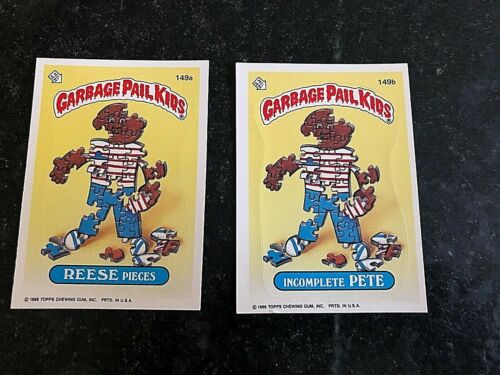 149a
GARBAGE PAIL KIDS®
REESE PIECES
© 1986 TOPPS CHEWING GUM, INC. PRTD. IN U.S.A.
149b
GARBAGE PAIL KIDS®
INCOMPLETE PETE
© 1986 TOPPS CHEWING GUM, INC. PRTD. IN U.S.A.